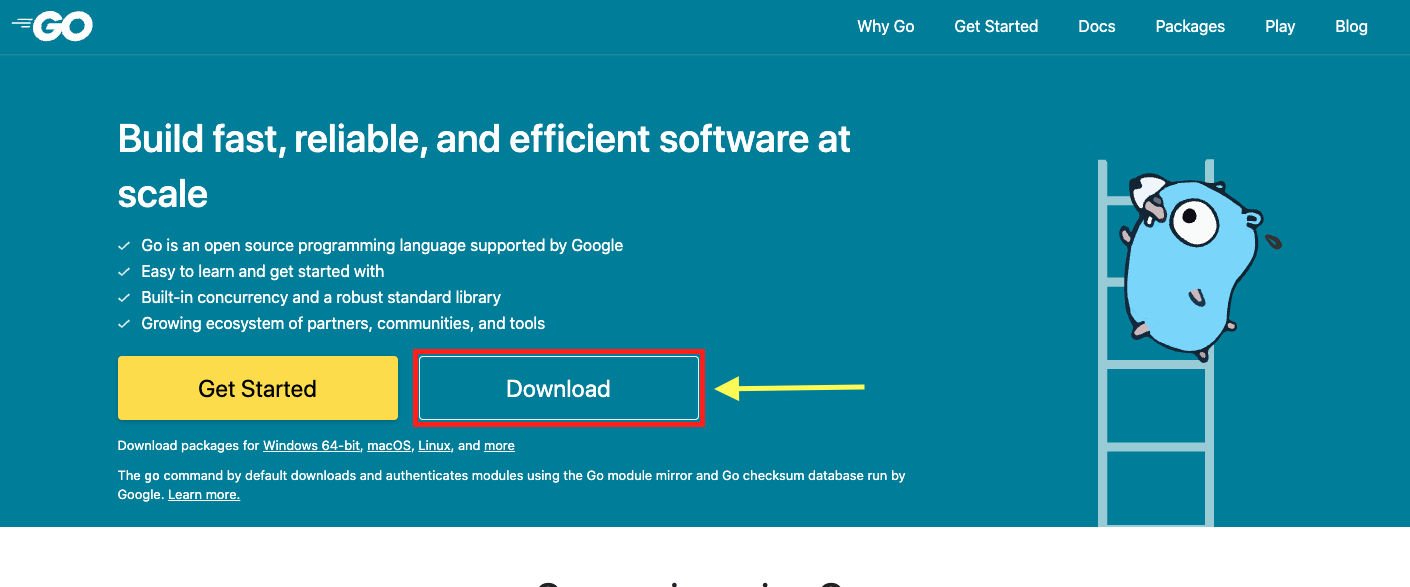 GO
Why Go
Get Started
Docs
Packages
Play
Blog
Build fast, reliable, and efficient software at
scale
Go is an open source programming language supported by Google
Easy to learn and get started with
Built-in concurrency and a robust standard library
Growing ecosystem of partners, communities, and tools
Get Started
Download
Download packages for Windows 64-bit, macOS, Linux, and more
The go command by default downloads and authenticates modules using the Go module mirror and Go checksum database run by
Google. Learn more.